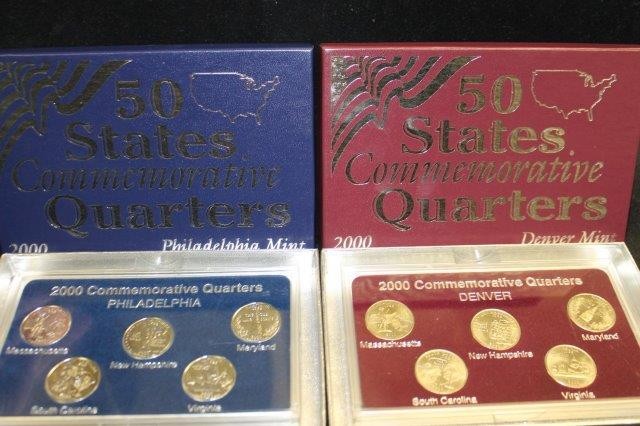 50
States
Commemorative
Quarters
2000 Philadelphia Mint
50
States
Commemorative
Quarters
2000 Denver Mint
2000 Commemorative Quarters
PHILADELPHIA
Massachusetts
New Hampshire
Maryland
South Carolina
Virginia
2000 Commemorative Quarters
DENVER
Massachusetts
New Hampshire
Maryland
South Carolina
Virginia